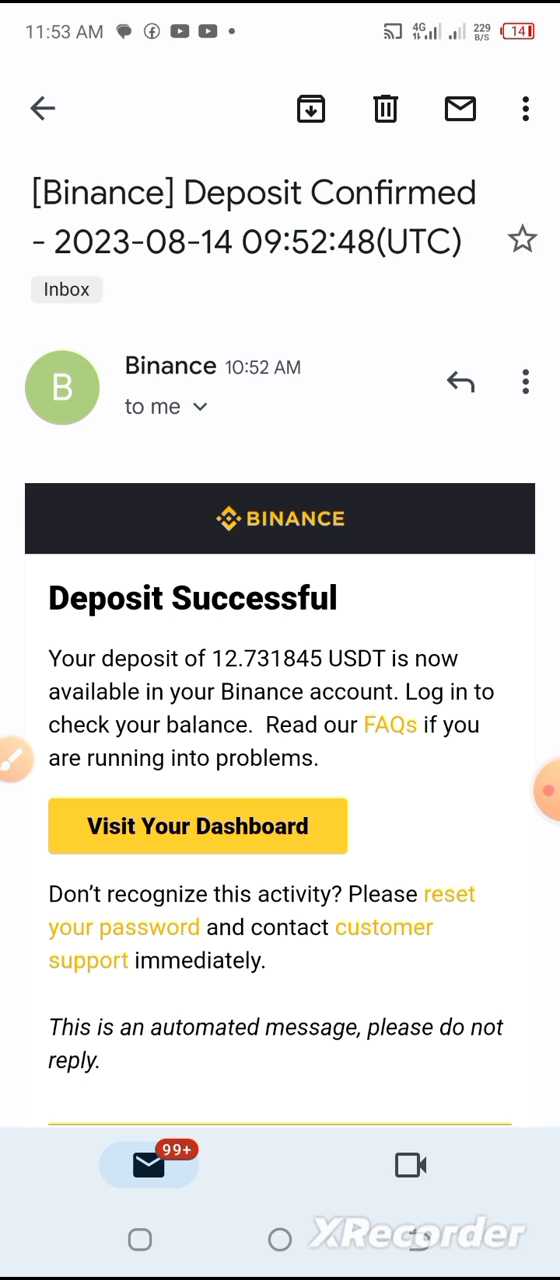 11:53 AM
4G
229
B/S
14
[Binance] Deposit Confirmed
- 2023-08-14 09:52:48(UTC)
Inbox
B
Binance 10:52 AM
to me
BINANCE
Deposit Successful
Your deposit of 12.731845 USDT is now
available in your Binance account. Log in to
check your balance.  Read our FAQs if you
are running into problems.
Visit Your Dashboard
Don’t recognize this activity? Please reset
your password and contact customer
support immediately.
This is an automated message, please do not
reply.
99+
XRecorder